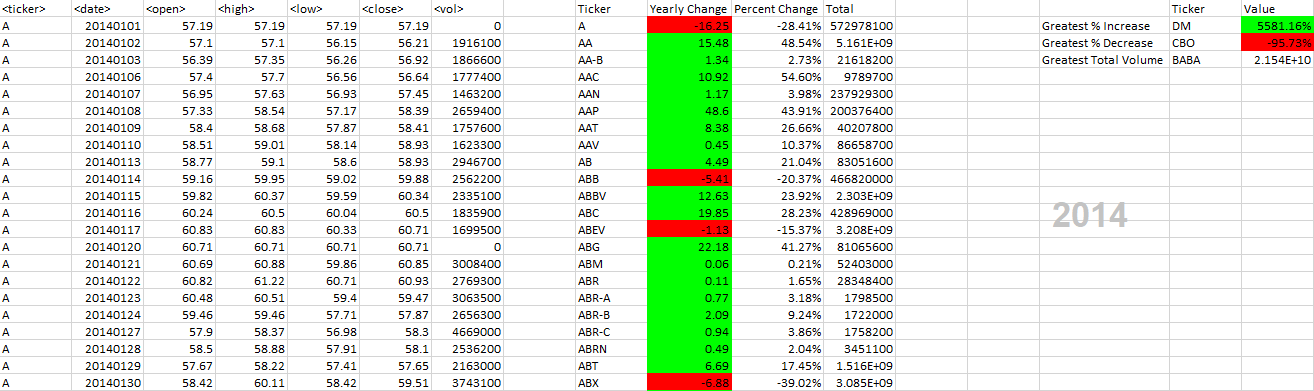 <ticker> <date> <open> <high> <low> <close> <vol> Ticker Yearly Change Percent Change Total Ticker Value
A 20140101 57.19 57.19 57.19 57.19 0 A -16.25 -28.41% 572978100 Greatest % Increase DM 5581.16%
A 20140102 57.1 57.1 56.15 56.21 1916100 AA 15.48 48.54% 5.161E+09 Greatest % Decrease CBO -95.73%
A 20140103 56.39 57.35 56.26 56.92 1866600 AA-B 1.34 2.73% 21618200 Greatest Total Volume BABA 2.154E+10
A 20140106 57.4 57.7 56.56 56.64 1777400 AAC 10.92 54.60% 9789700
A 20140107 56.95 57.63 56.93 57.45 1463200 AAN 1.17 3.98% 237929300
A 20140108 57.33 58.54 57.17 58.39 2659400 AAP 48.6 43.91% 200376400
A 20140109 58.4 58.68 57.87 58.41 1757600 AAT 8.38 26.66% 40207800
A 20140110 58.51 59.01 58.14 58.93 1623300 AAV 0.45 10.37% 86658700
A 20140113 58.77 59.1 58.6 58.93 2946700 AB 4.49 21.04% 83051600
A 20140114 59.16 59.95 59.02 59.88 2562200 ABB -5.41 -20.37% 466820000
A 20140115 59.82 60.37 59.59 60.34 2335100 ABBV 12.63 23.92% 2.303E+09
A 20140116 60.24 60.5 60.04 60.5 1835900 ABC 19.85 28.23% 428969000 2014
A 20140117 60.83 60.83 60.33 60.71 1699500 ABEV -1.13 -15.37% 3.208E+09
A 20140120 60.71 60.71 60.71 60.71 0 ABG 22.18 41.27% 81065600
A 20140121 60.69 60.88 59.86 60.85 3008400 ABM 0.06 0.21% 52403000
A 20140122 60.82 61.22 60.71 60.93 2769300 ABR 0.11 1.65% 28348400
A 20140123 60.48 60.51 59.4 59.47 3063500 ABR-A 0.77 3.18% 1798500
A 20140124 59.46 59.46 57.71 57.87 2656300 ABR-B 2.09 9.24% 1722000
A 20140127 57.9 58.37 56.98 58.3 4669000 ABR-C 0.94 3.86% 1758200
A 20140128 58.5 58.88 57.91 58.1 2536200 ABRN 0.49 2.04% 3451100
A 20140129 57.67 58.22 57.41 57.65 2163000 ABT 6.69 17.45% 1.516E+09
A 20140130 58.42 60.11 58.42 59.51 3743100 ABX -6.88 -39.02% 3.085E+09